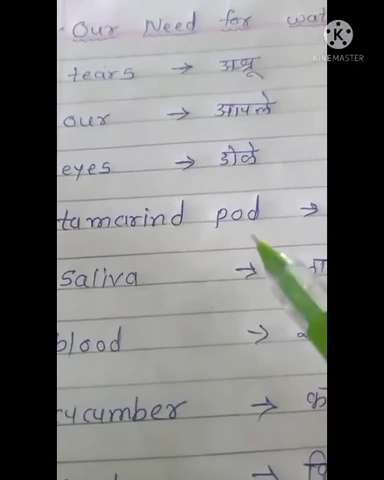 Our Need for wat
KINEMASTER
tears → अश्रू
our → आपले
eyes → डोळे
tamarind pod →
saliva →
blood →
cucumber →